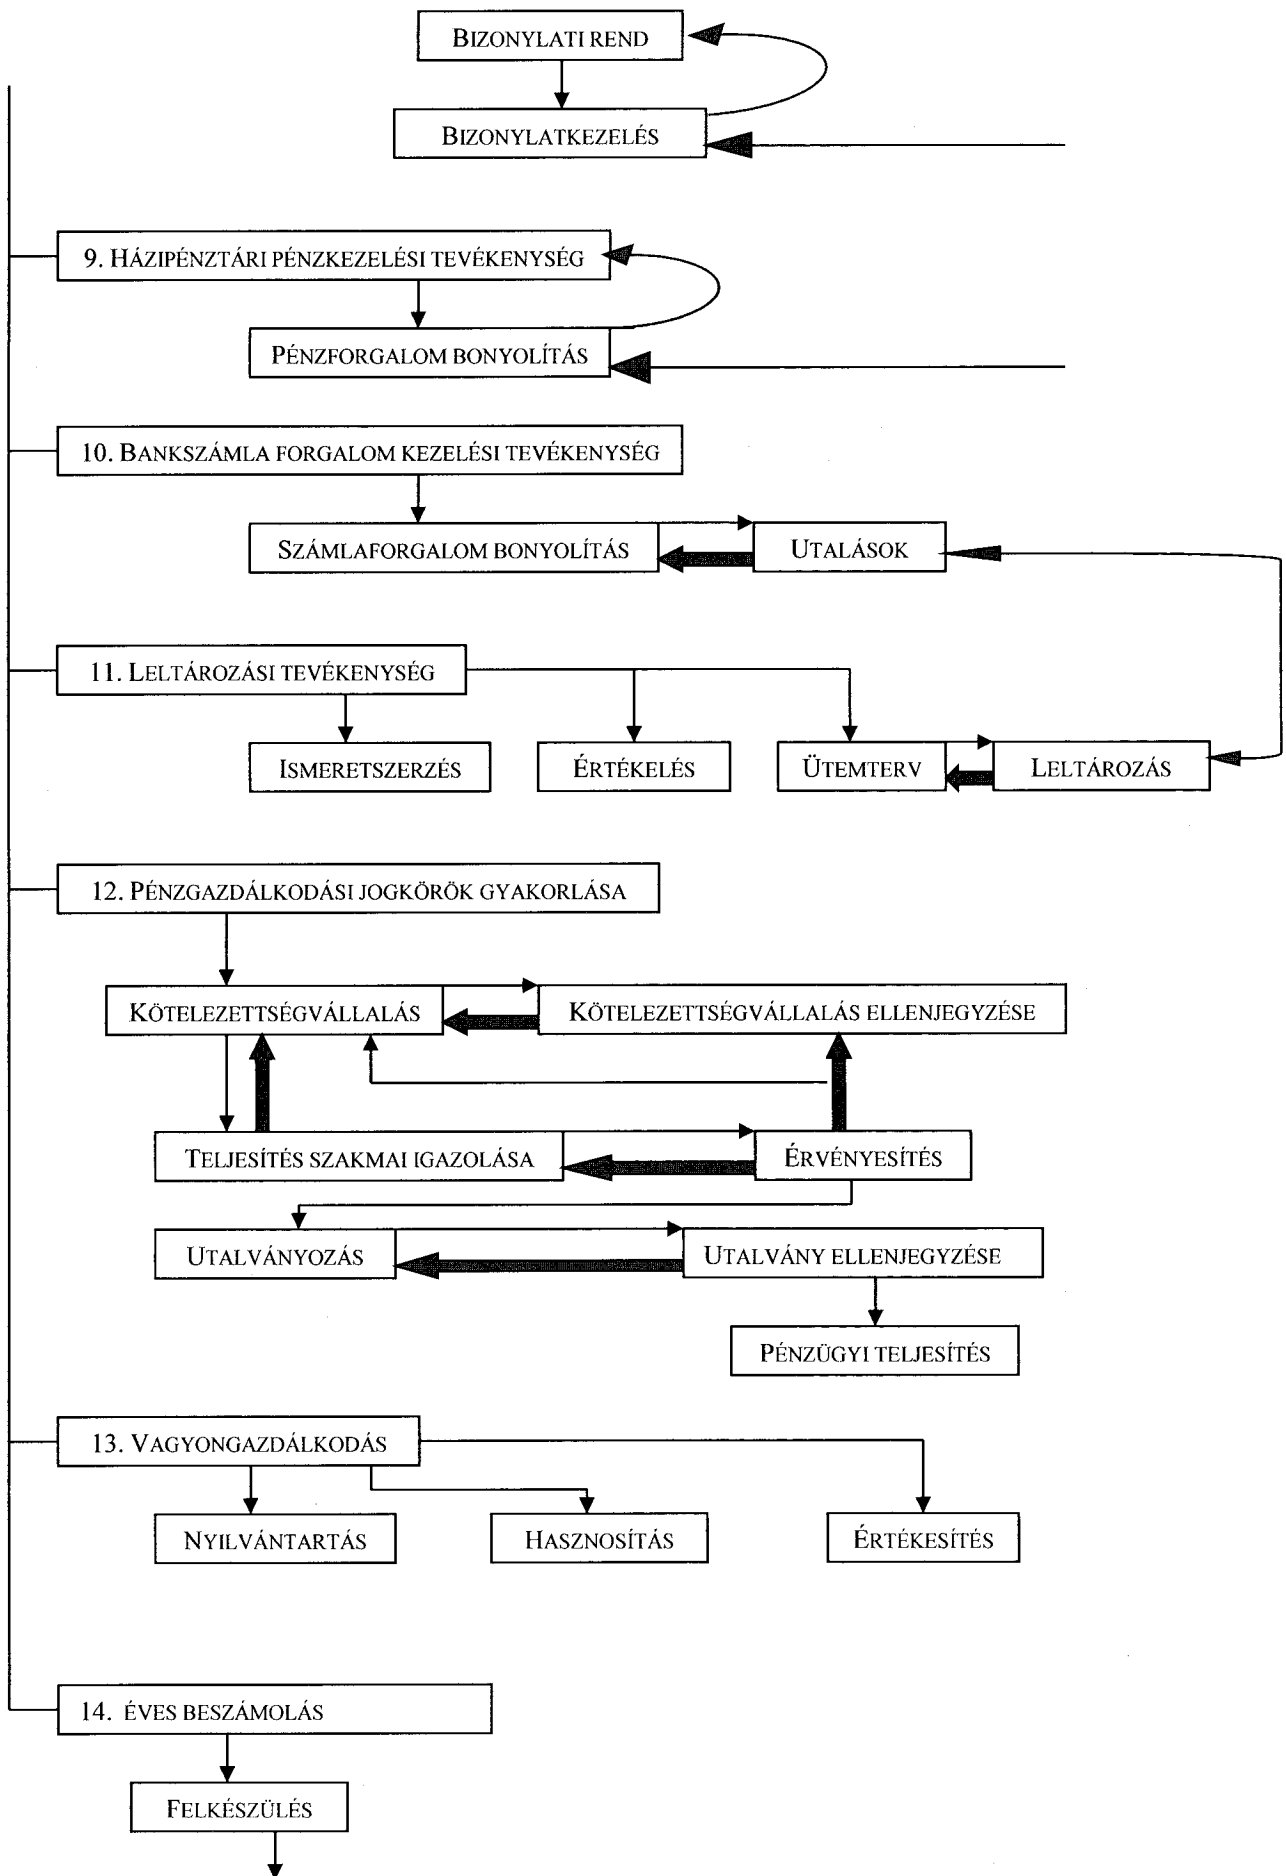 BIZONYLATI REND
BIZONYLATKEZELÉS
9. HÁZIPÉNZTÁRI PÉNZKEZELÉSI TEVÉKENYSÉG
PÉNZFORGALOM BONYOLÍTÁS
10. BANKSZÁMLA FORGALOM KEZELÉSI TEVÉKENYSÉG
SZÁMLAFORGALOM BONYOLÍTÁS
UTALÁSOK
11. LELTÁROZÁSI TEVÉKENYSÉG
ISMERETSZERZÉS
ÉRTÉKELÉS
ÜTEMTERV
LELTÁROZÁS
12. PÉNZGAZDÁLKODÁSI JOGKÖRÖK GYAKORLÁSA
KÖTELEZETTSÉGVÁLLALÁS
KÖTELEZETTSÉGVÁLLALÁS ELLENJEGYZÉSE
TELJESÍTÉS SZAKMAI IGAZOLÁSA
ÉRVÉNYESÍTÉS
UTALVÁNYOZÁS
UTALVÁNY ELLENJEGYZÉSE
PÉNZÜGYI TELJESÍTÉS
13. VAGYONGAZDÁLKODÁS
NYILVÁNTARTÁS
HASZNOSÍTÁS
ÉRTÉKESÍTÉS
14. ÉVES BESZÁMOLÁS
FELKÉSZÜLÉS